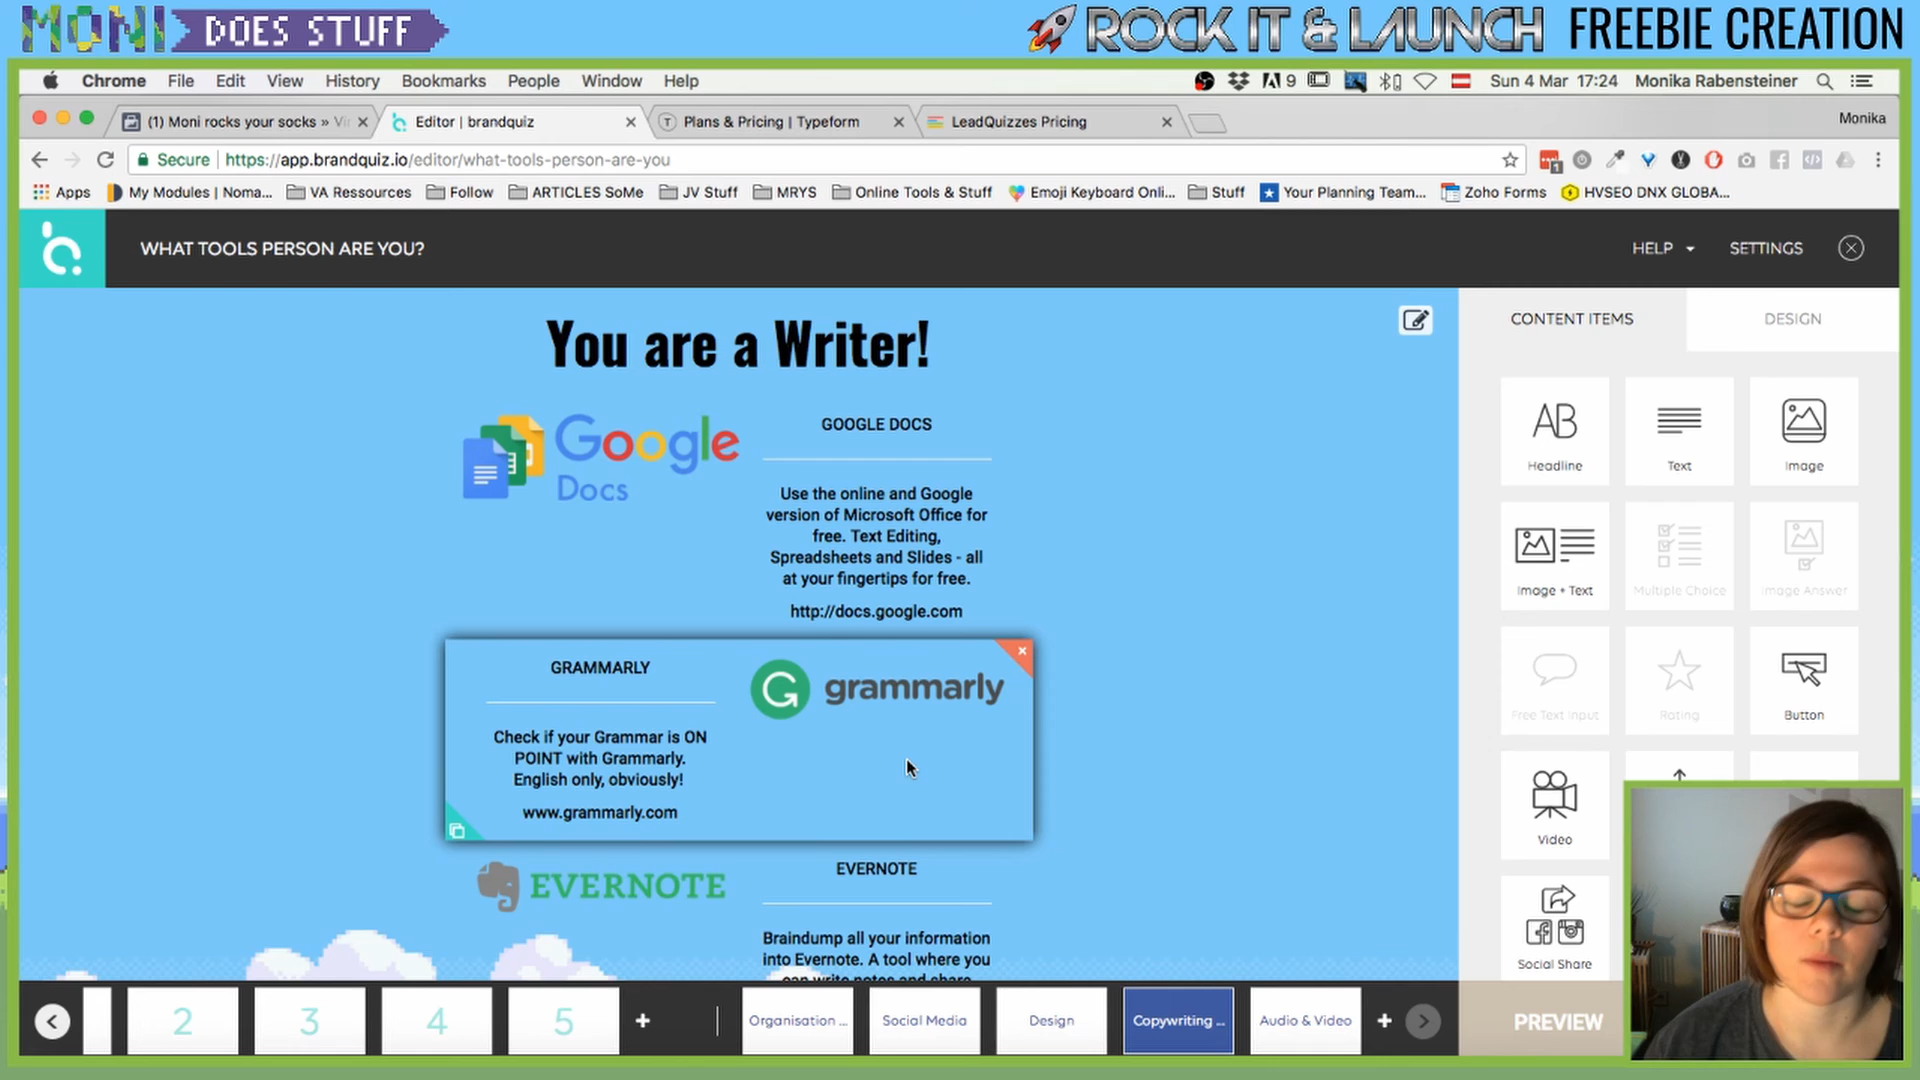 MONI DOES STUFF
ROCK IT & LAUNCH FREEBIE CREATION
Chrome File Edit View History Bookmarks People Window Help
9 Sun 4 Mar 17:24 Monika Rabensteiner
(1) Moni rocks your socks » Vir
Editor | brandquiz
Plans & Pricing | Typeform
LeadQuizzes Pricing
Monika
Secure https://app.brandquiz.io/editor/what-tools-person-are-you
Apps My Modules | Noma... VA Ressources Follow ARTICLES SoMe JV Stuff MRYS Online Tools & Stuff Emoji Keyboard Onli... Stuff Your Planning Team... Zoho Forms HVSEO DNX GLOBA...
WHAT TOOLS PERSON ARE YOU?
HELP SETTINGS
CONTENT ITEMS DESIGN
You are a Writer!
Google Docs
GOOGLE DOCS
Use the online and Google
version of Microsoft Office for
free. Text Editing,
Spreadsheets and Slides - all
at your fingertips for free.
http://docs.google.com
GRAMMARLY
Check if your Grammar is ON
POINT with Grammarly.
English only, obviously!
www.grammarly.com
grammarly
EVERNOTE
EVERNOTE
Braindump all your information
into Evernote. A tool where you
can write notes and share
AB
Headline
Text
Image
Image + Text
Multiple Choice
Image Answer
Free Text Input
Rating
Button
Video
Social Share
2 3 4 5 +
Organisation ...
Social Media
Design
Copywriting ...
Audio & Video
+
PREVIEW